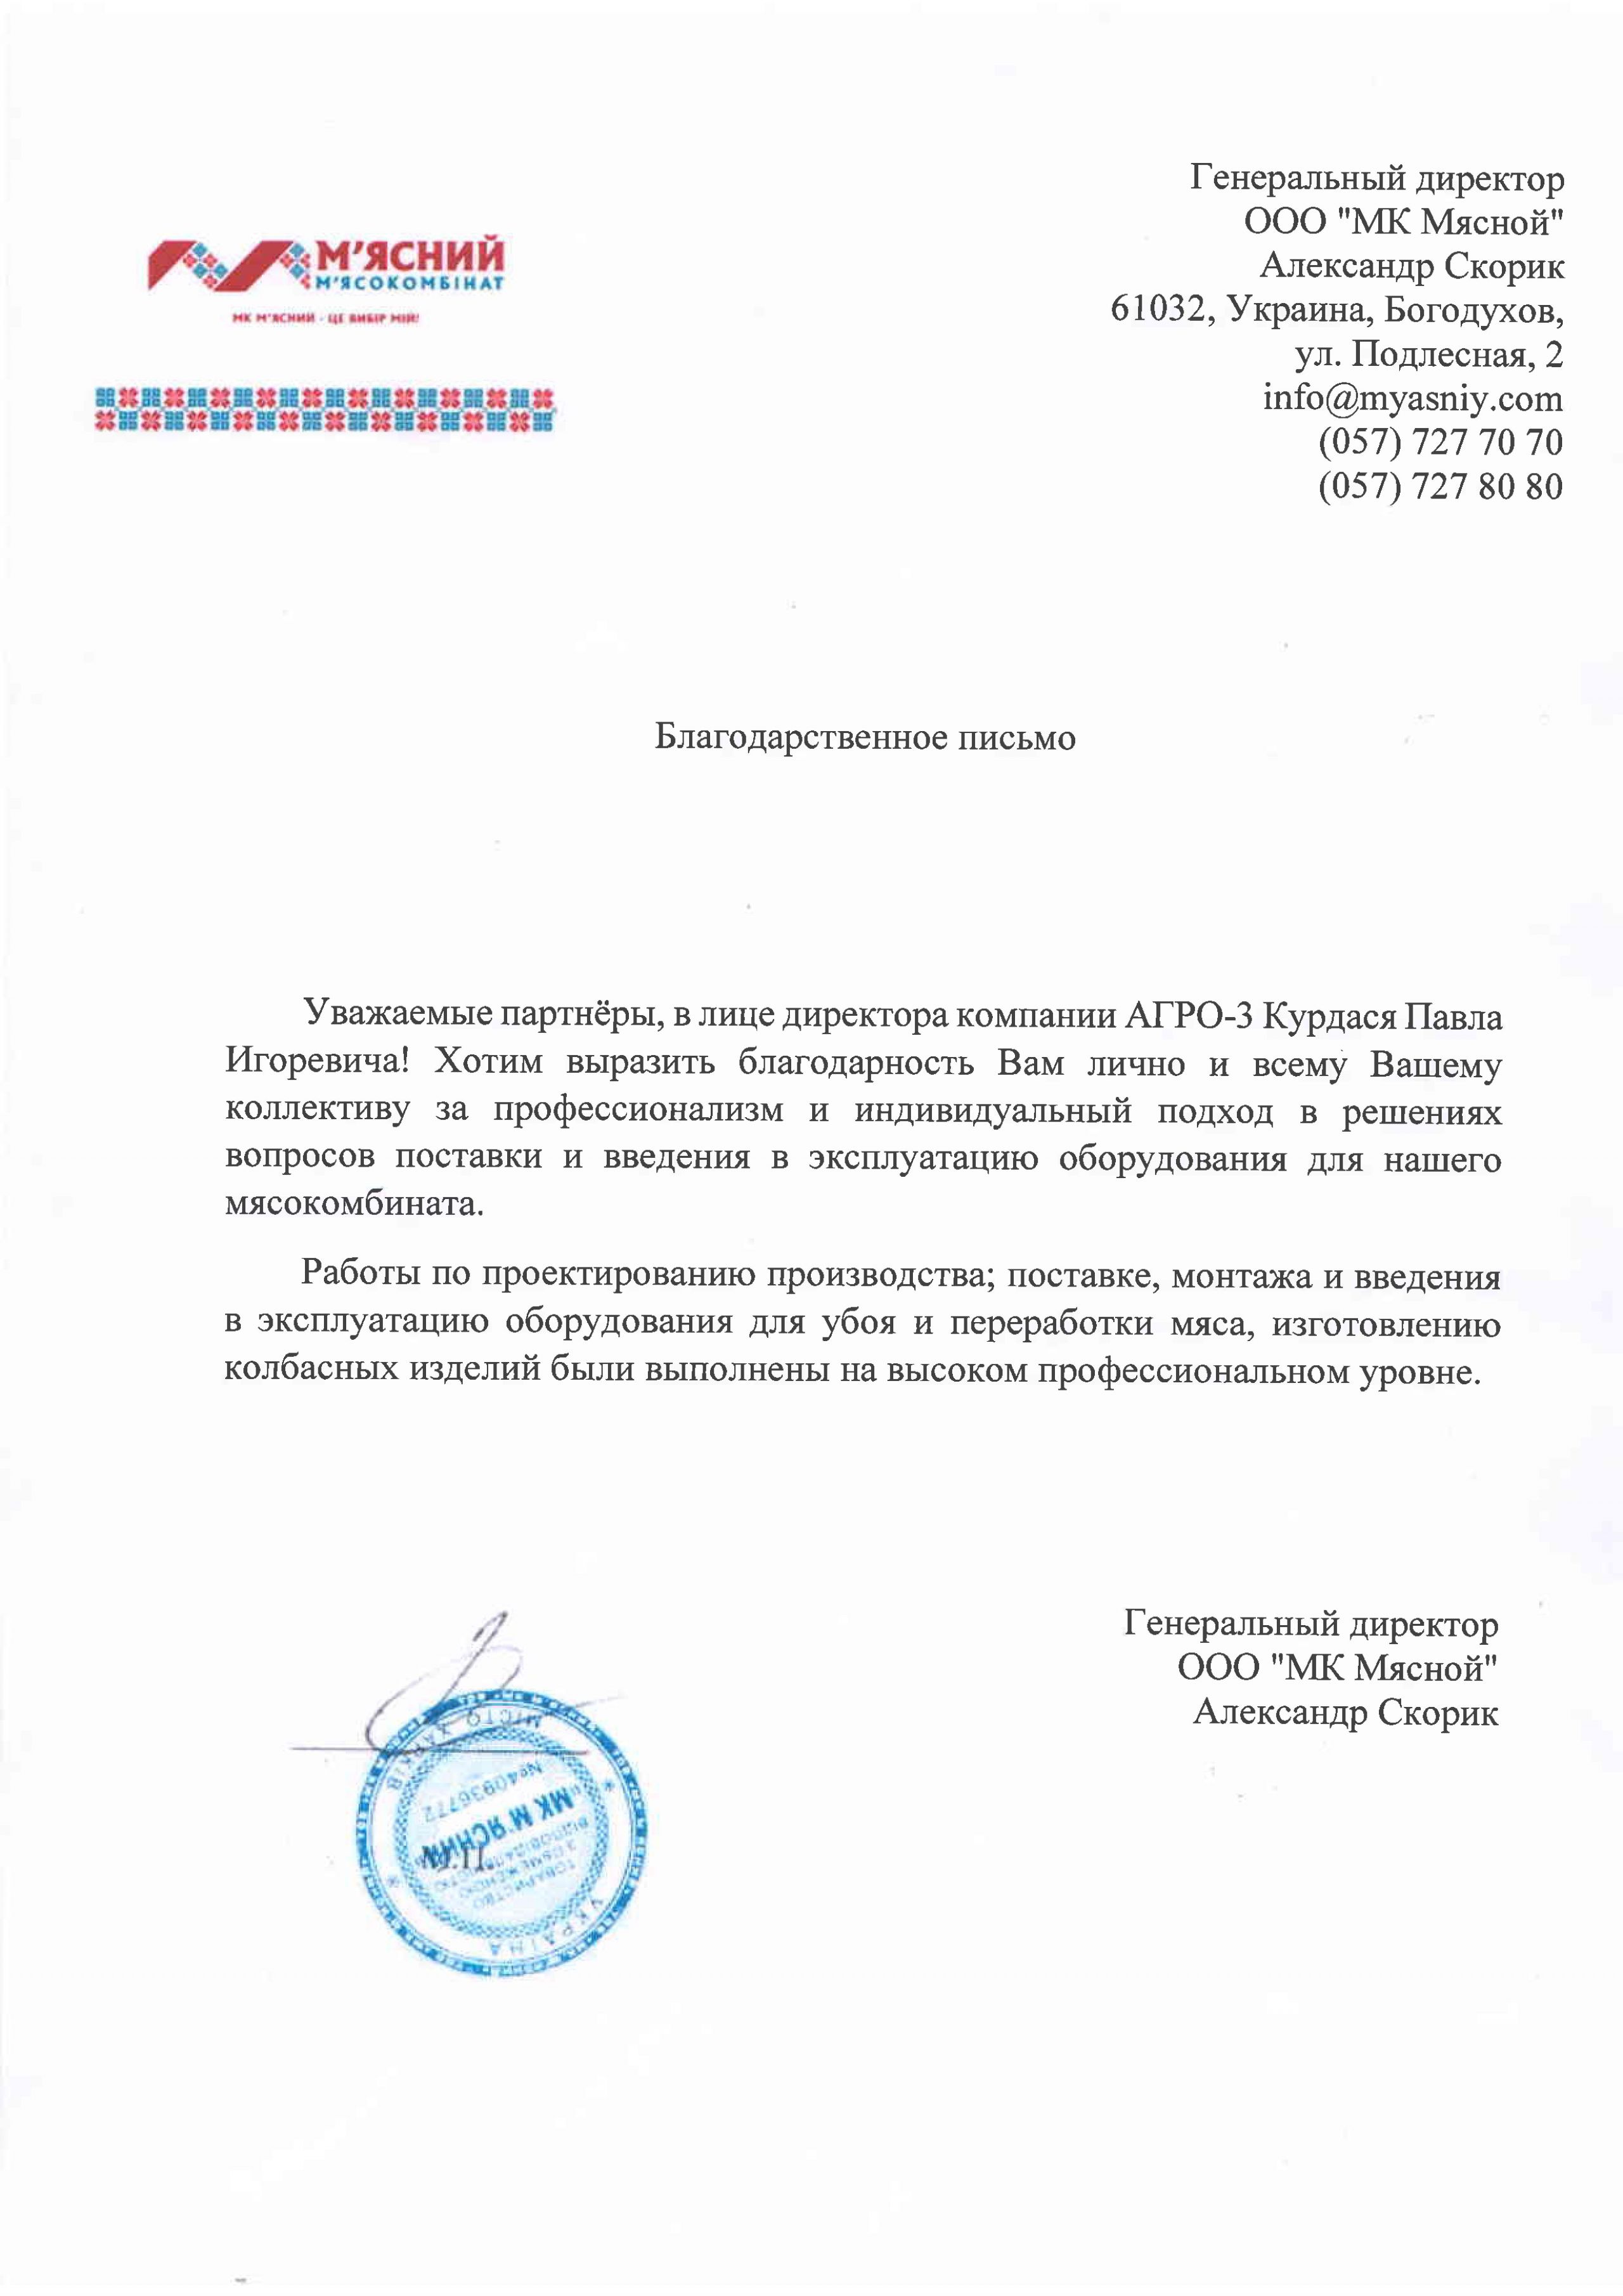 М’ЯСНИЙ
М’ЯСОКОМБІНАТ
МК М’ЯСНИЙ - ЦЕ ВИБІР МІЙ!
Генеральный директор
ООО "МК Мясной"
Александр Скорик
61032, Украина, Богодухов,
ул. Подлесная, 2
info@myasniy.com
(057) 727 70 70
(057) 727 80 80
Благодарственное письмо
Уважаемые партнёры, в лице директора компании АГРО-3 Курдася Павла
Игоревича! Хотим выразить благодарность Вам лично и всему Вашему
коллективу за профессионализм и индивидуальный подход в решениях
вопросов поставки и введения в эксплуатацию оборудования для нашего
мясокомбината.
Работы по проектированию производства; поставке, монтажа и введения
в эксплуатацию оборудования для убоя и переработки мяса, изготовлению
колбасных изделий были выполнены на высоком профессиональном уровне.
Генеральный директор
ООО "МК Мясной"
Александр Скорик
М.П.
УКРАЇНА
МІСТО ХАРКІВ
ТОВАРИСТВО
З ОБМЕЖЕНОЮ
ВІДПОВІДАЛЬНІСТЮ
"МК М'ЯСНИЙ"
№40936772